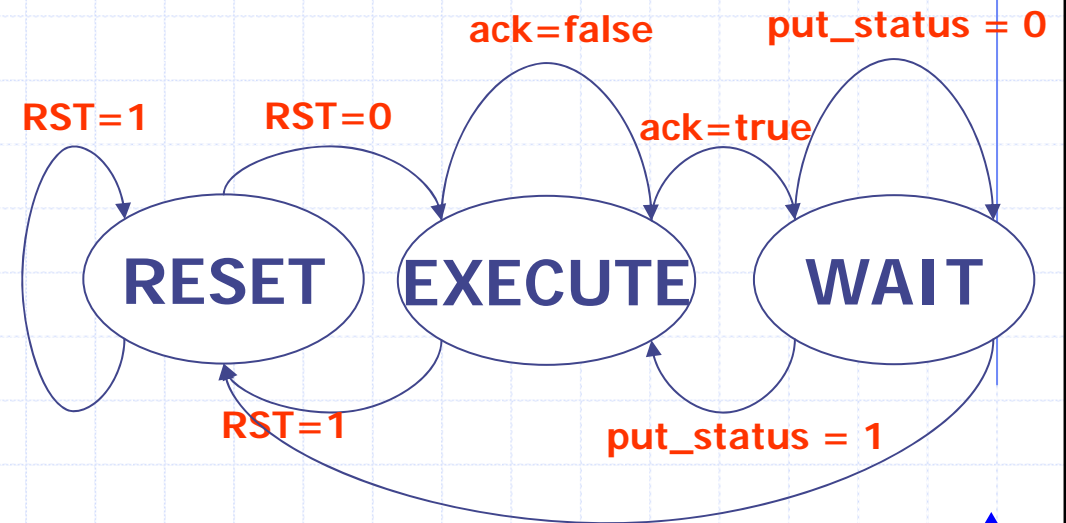 ack=false
put_status = 0
RST=1
RST=0
ack=true
RESET
EXECUTE
WAIT
RST=1
put_status = 1